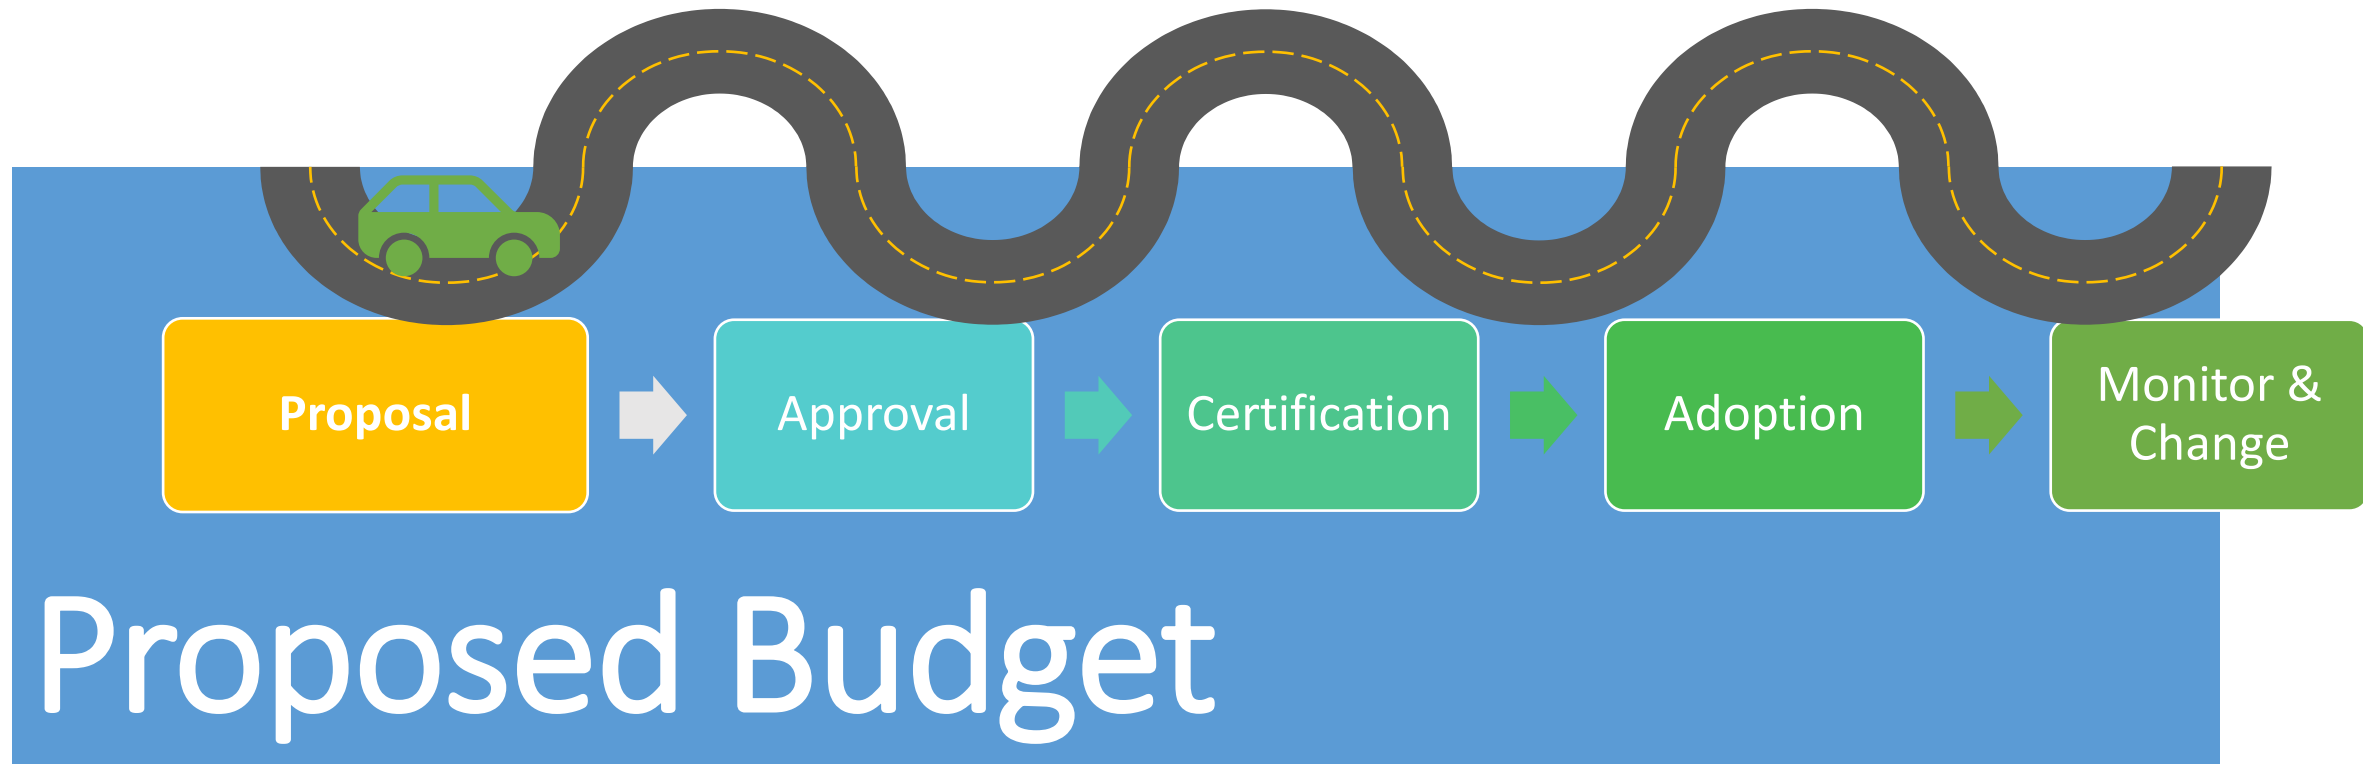 Proposal
Approval
Certification
Adoption
Monitor &
Change
Proposed Budget